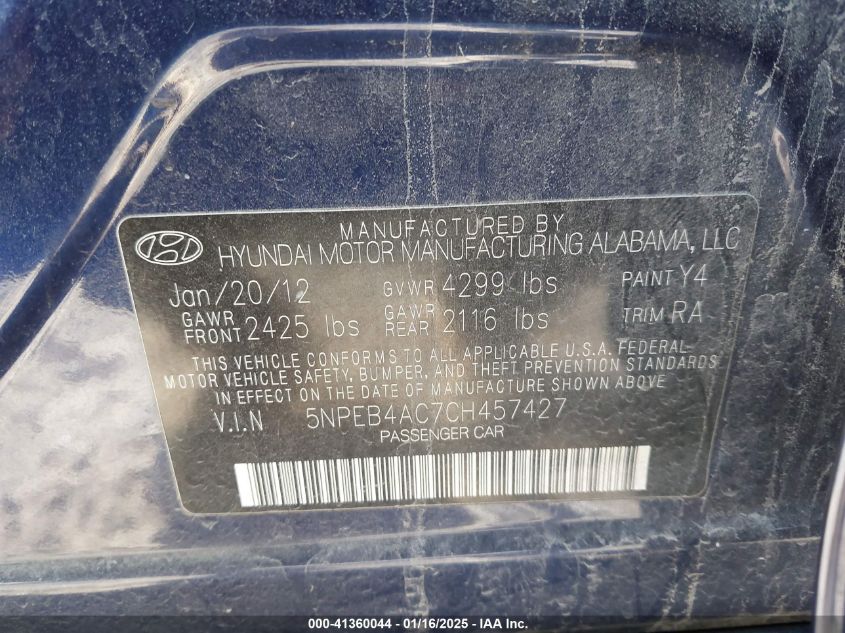 MANUFACTURED BY
HYUNDAI MOTOR MANUFACTURING ALABAMA, LLC
Jan/20/12 GVWR 4299 lbs PAINT Y4
GAWR FRONT 2425 lbs GAWR REAR 2116 lbs TRIM RA
THIS VEHICLE CONFORMS TO ALL APPLICABLE U.S.A. FEDERAL
MOTOR VEHICLE SAFETY, BUMPER, AND THEFT PREVENTION STANDARDS
IN EFFECT ON THE DATE OF MANUFACTURE SHOWN ABOVE.
V.I.N 5NPEB4AC7CH457427
PASSENGER CAR
000-41360044 - 01/16/2025 - IAA Inc.